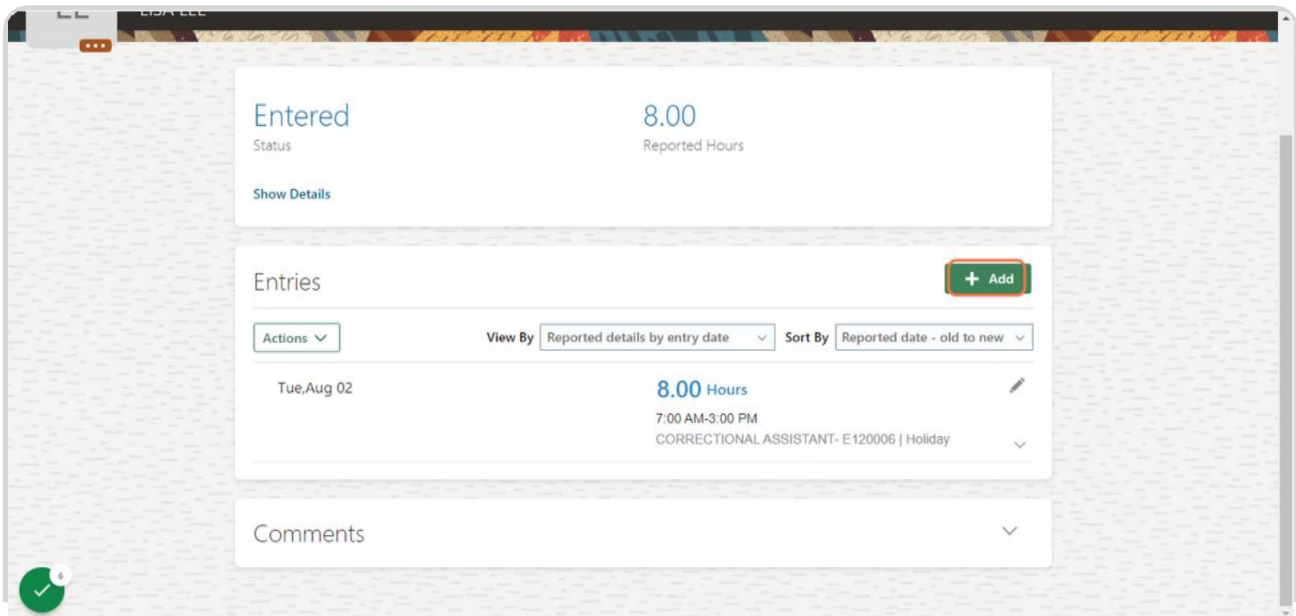 Entered
8.00
Status
Reported Hours
Show Details
Entries
+ Add
Actions
View By Reported details by entry date Sort By Reported date - old to new
Tue,Aug 02
8.00 Hours
7:00 AM-3:00 PM
CORRECTIONAL ASSISTANT- E120006 | Holiday
Comments
6